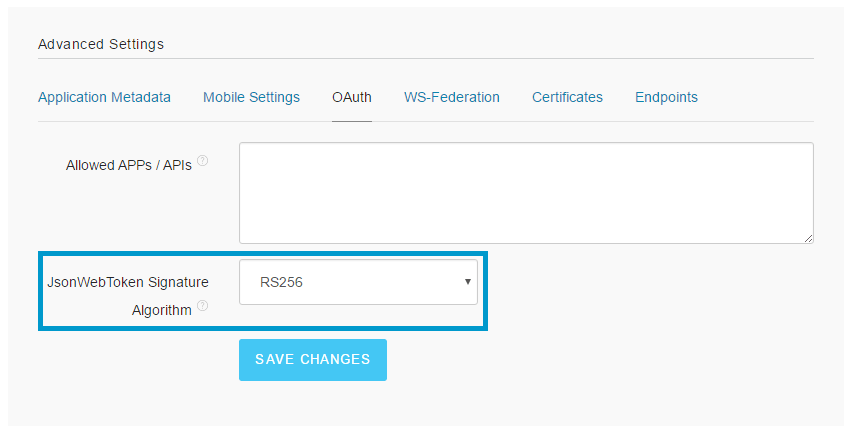 Advanced Settings
Application Metadata Mobile Settings OAuth WS-Federation Certificates Endpoints
Allowed APPs / APIs ?
JsonWebToken Signature
Algorithm ?
RS256
SAVE CHANGES